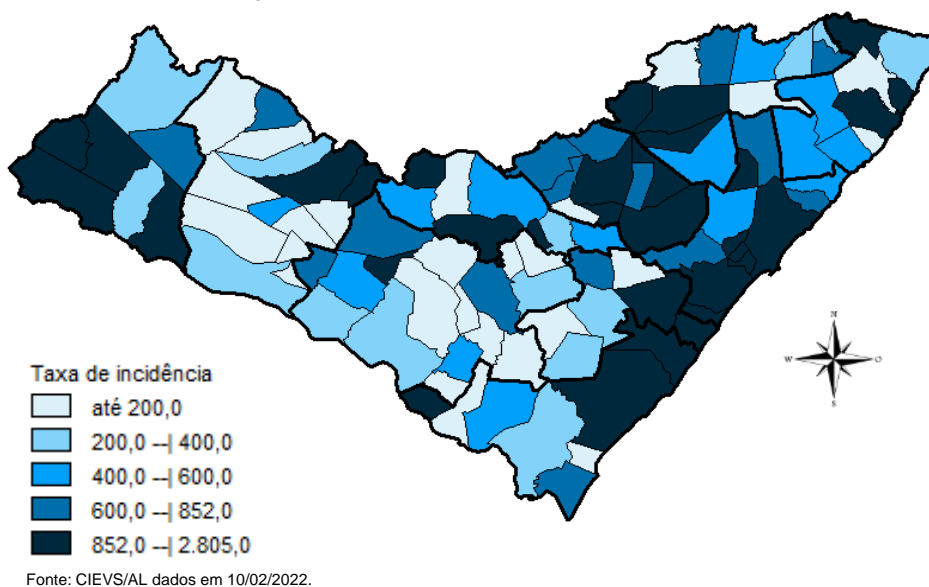 N
W
O
S
Taxa de incidência
até 200,0
200,0 --| 400,0
400,0 --| 600,0
600,0 --| 852,0
852,0 --| 2.805,0
Fonte: CIEVS/AL dados em 10/02/2022.